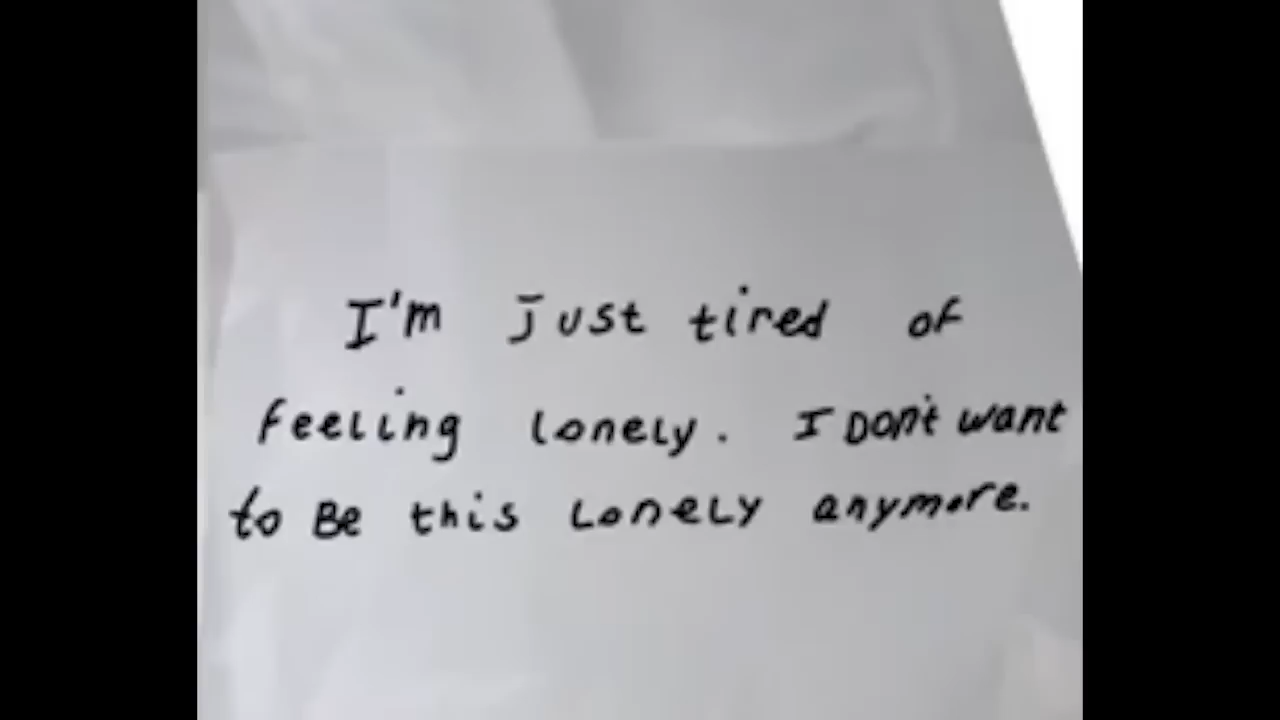 I'm just tired of
feeling lonely. I Don't want
to Be this LonELY anymore.